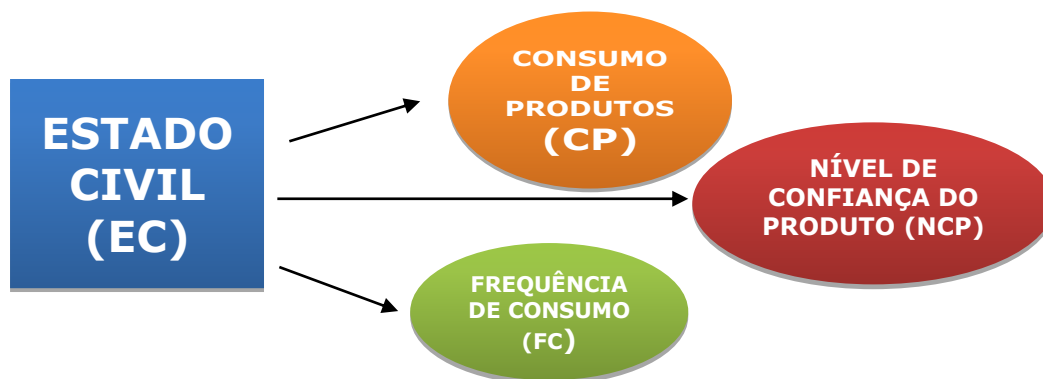 ESTADO
CIVIL
(EC)
CONSUMO
DE
PRODUTOS
(CP)
NÍVEL DE
CONFIANÇA DO
PRODUTO (NCP)
FREQUÊNCIA
DE CONSUMO
(FC)